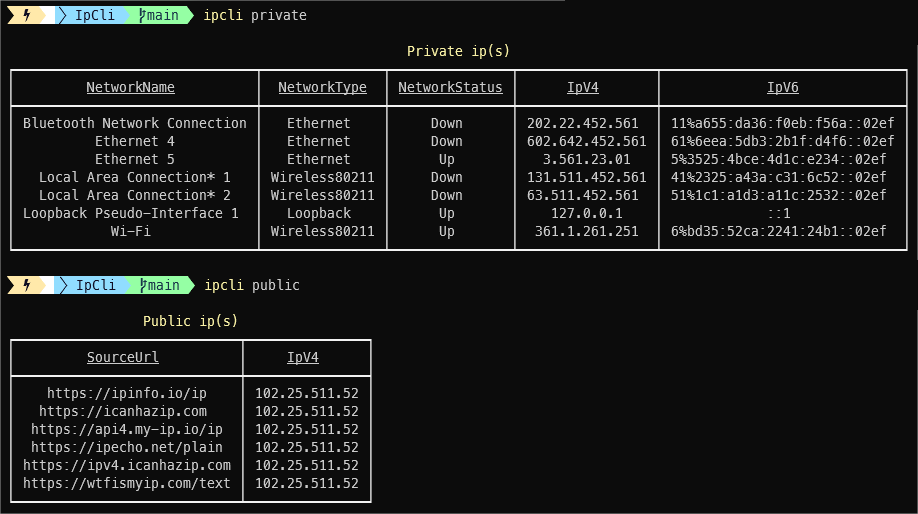 IpCli main ipcli private
Private ip(s)
NetworkName NetworkType NetworkStatus IpV4 IpV6
Bluetooth Network Connection Ethernet Down 202.22.452.561 11%a655:da36:f0eb:f56a::02ef
Ethernet 4 Ethernet Down 602.642.452.561 61%6eea:5db3:2b1f:d4f6::02ef
Ethernet 5 Ethernet Up 3.561.23.01 5%3525:4bce:4d1c:e234::02ef
Local Area Connection* 1 Wireless80211 Down 131.511.452.561 41%2325:a43a:c31:6c52::02ef
Local Area Connection* 2 Wireless80211 Down 63.511.452.561 51%1c1:a1d3:a11c:2532::02ef
Loopback Pseudo-Interface 1 Loopback Up 127.0.0.1 ::1
Wi-Fi Wireless80211 Up 361.1.261.251 6%bd35:52ca:2241:24b1::02ef
IpCli main ipcli public
Public ip(s)
SourceUrl IpV4
https://ipinfo.io/ip 102.25.511.52
https://icanhazip.com 102.25.511.52
https://api4.my-ip.io/ip 102.25.511.52
https://ipecho.net/plain 102.25.511.52
https://ipv4.icanhazip.com 102.25.511.52
https://wtfismyip.com/text 102.25.511.52